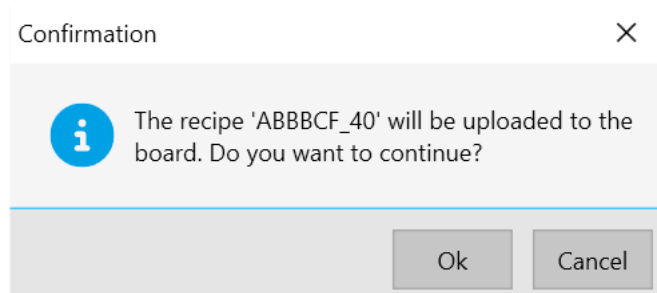 Confirmation
The recipe 'ABBBCF_40' will be uploaded to the
board. Do you want to continue?
Ok
Cancel